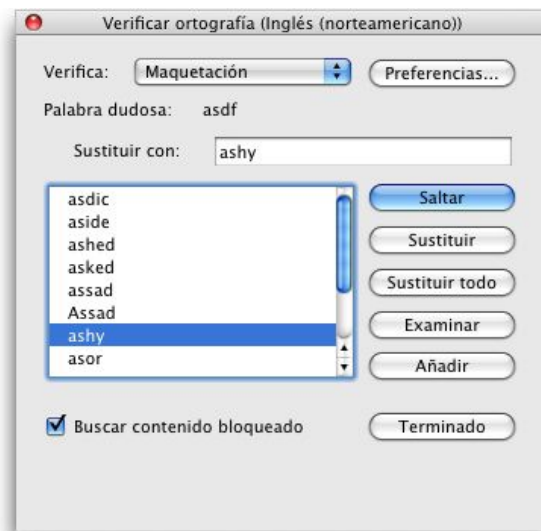 Verificar ortografía (Inglés (norteamericano))
Verifica: Maquetación Preferencias...
Palabra dudosa: asdf
Sustituir con: ashy
asdic
aside
ashed
asked
assad
Assad
ashy
asor
Saltar
Sustituir
Sustituir todo
Examinar
Añadir
Buscar contenido bloqueado Terminado